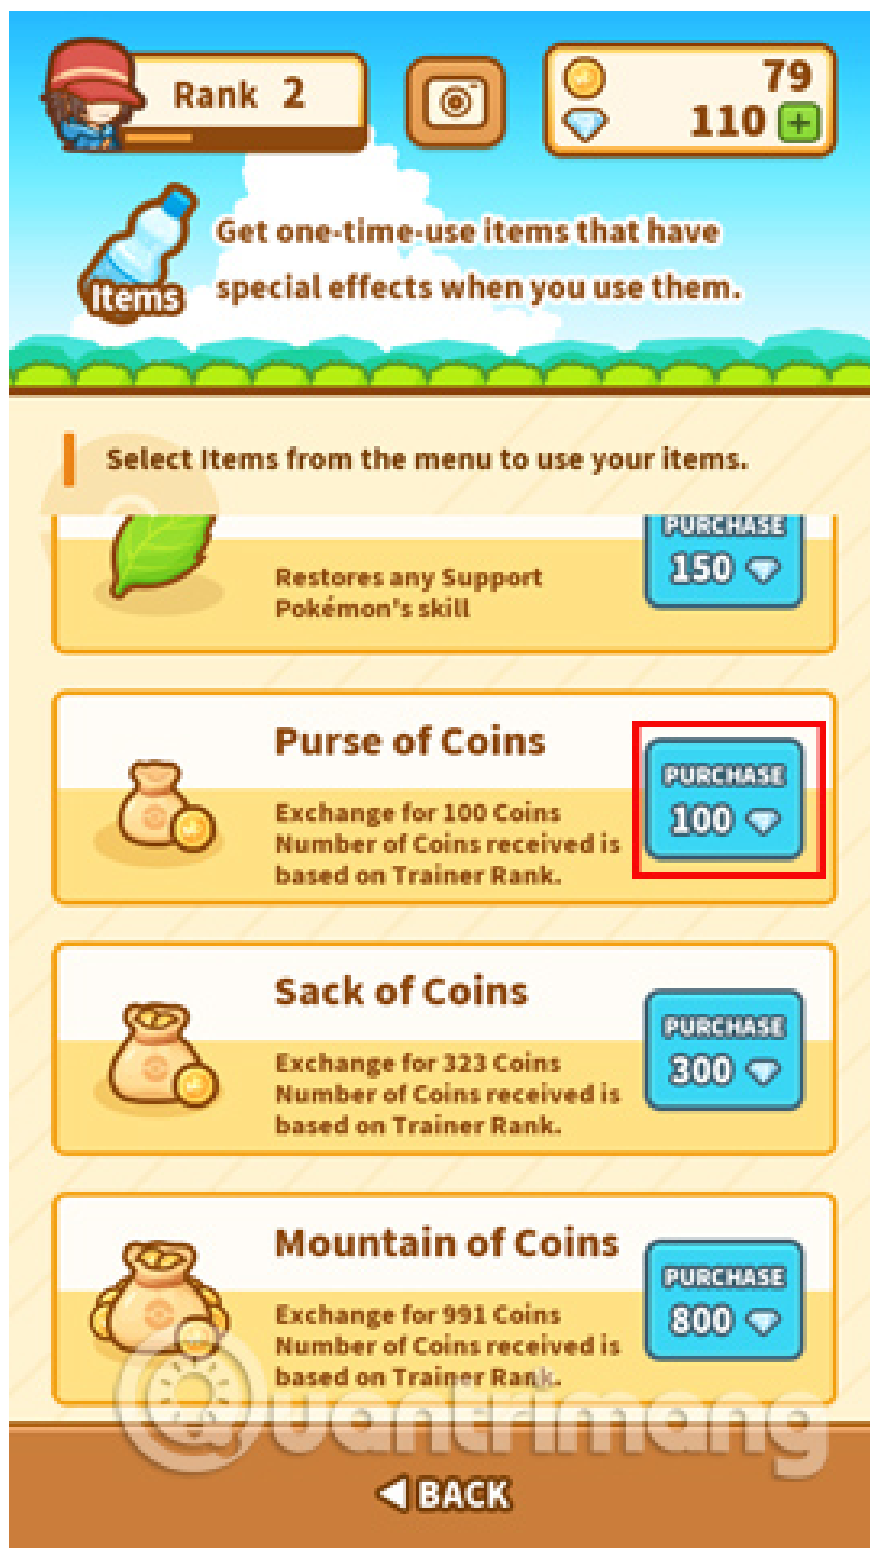 Rank 2
79
110
Get one-time-use items that have
special effects when you use them.
Items
Select Items from the menu to use your items.
PURCHASE
150
Restores any Support
Pokémon's skill
Purse of Coins
PURCHASE
100
Exchange for 100 Coins
Number of Coins received is
based on Trainer Rank.
Sack of Coins
PURCHASE
300
Exchange for 323 Coins
Number of Coins received is
based on Trainer Rank.
Mountain of Coins
PURCHASE
800
Exchange for 991 Coins
Number of Coins received is
based on Trainer Rank.
Quantrimang
BACK